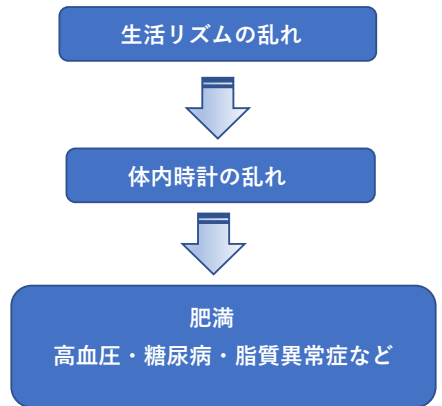 生活リズムの乱れ
体内時計の乱れ
肥満
高血圧・糖尿病・脂質異常症など